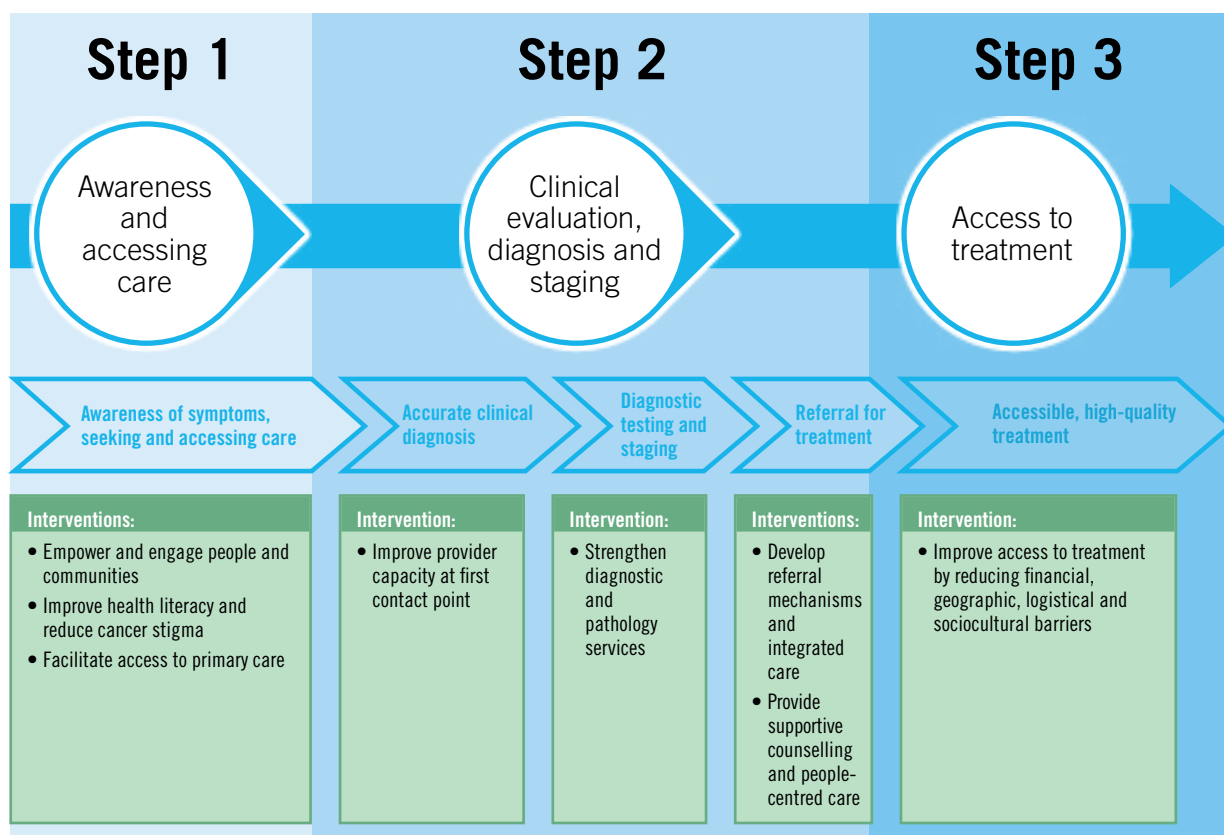 Step 1
Step 2
Step 3
Awareness
and
accessing
care
Clinical
evaluation,
diagnosis and
staging
Access to
treatment
Awareness of symptoms,
seeking and accessing care
Accurate clinical
diagnosis
Diagnostic
testing and
staging
Referral for
treatment
Accessible, high-quality
treatment
Interventions:
• Empower and engage people and
communities
• Improve health literacy and
reduce cancer stigma
• Facilitate access to primary care
Intervention:
• Improve provider
capacity at first
contact point
Intervention:
• Strengthen
diagnostic
and
pathology
services
Interventions:
• Develop
referral
mechanisms
and
integrated
care
• Provide
supportive
counselling
and people-
centred care
Intervention:
• Improve access to treatment
by reducing financial,
geographic, logistical and
sociocultural barriers